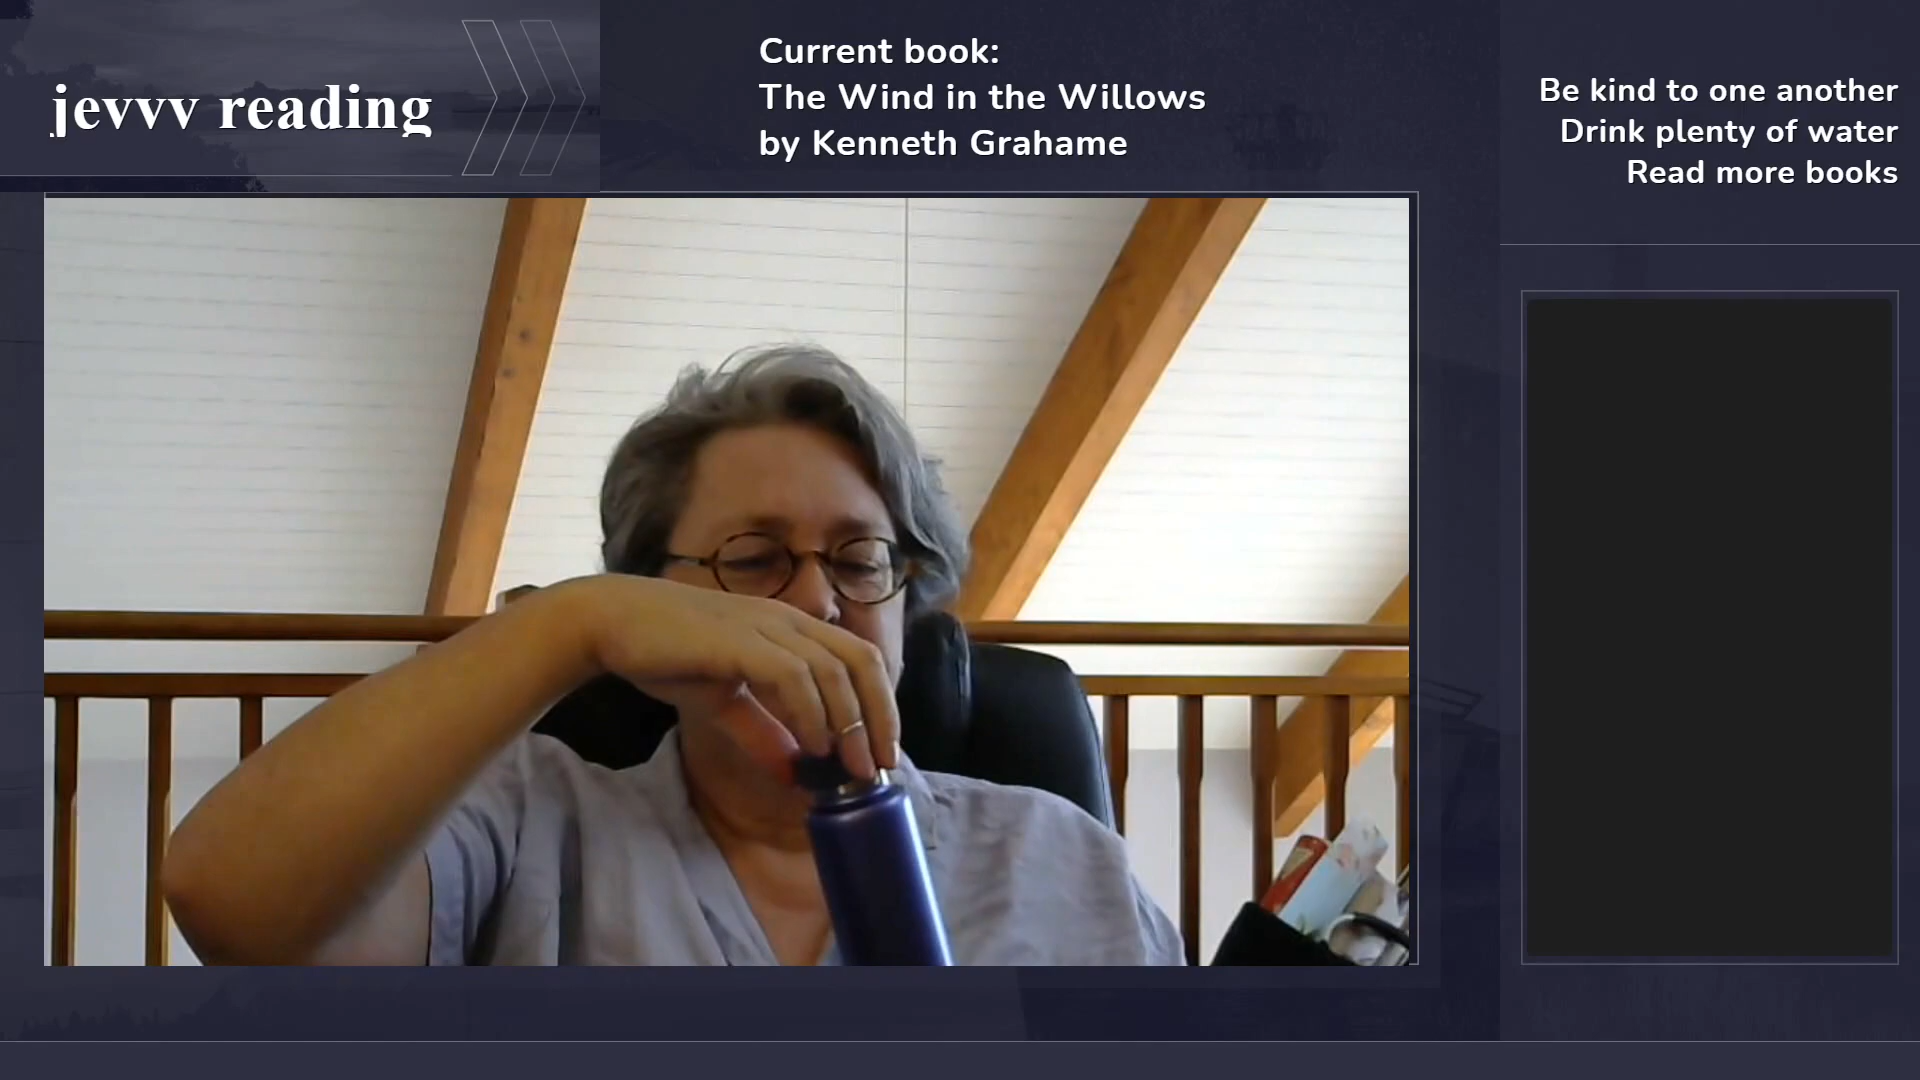 jevvv reading
Current book:
The Wind in the Willows
by Kenneth Grahame
Be kind to one another
Drink plenty of water
Read more books